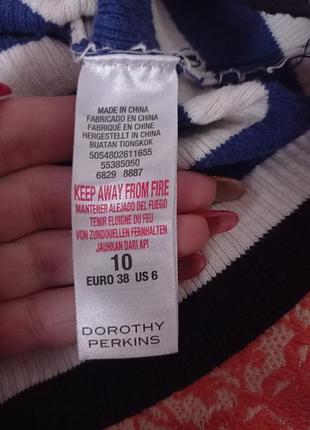 MADE IN CHINA
FABRICADO EN CHINA
FABRIQUÉ EN CHINE
HERGESTELLT IN CHINA
BUATAN TIONGKOK
5054802611655
55385050
6829 8887
KEEP AWAY FROM FIRE
MANTENER ALEJADO DEL FUEGO
TENIR ELOIGNE DU FEU
VON ZUNDQUELLEN FERNHALTEN
JAUHKAN DARI API
10
EURO 38 US 6
DOROTHY
PERKINS